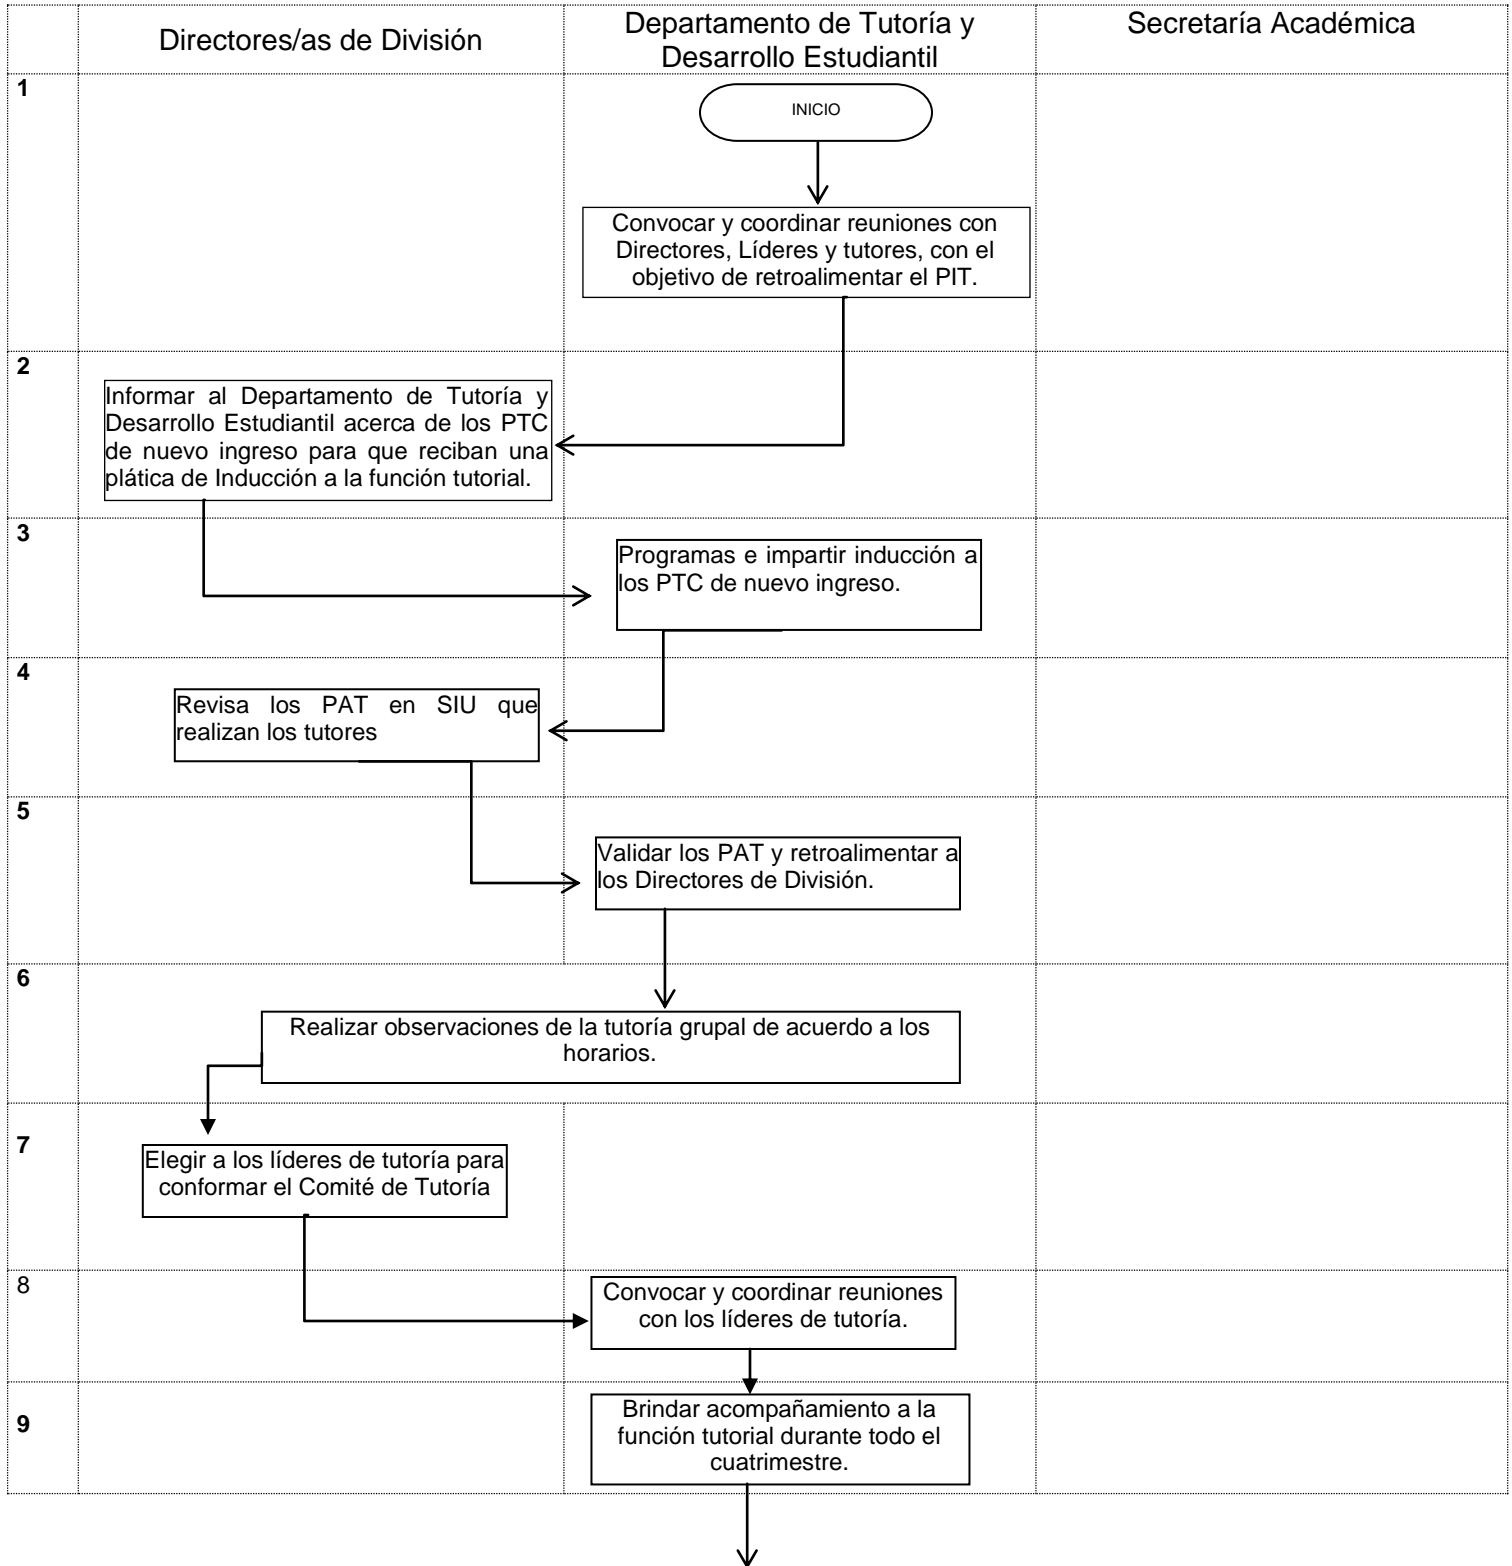 Directores/as de División
Departamento de Tutoría y
Desarrollo Estudiantil
Secretaría Académica
1
INICIO
Convocar y coordinar reuniones con
Directores, Líderes y tutores, con el
objetivo de retroalimentar el PIT.
2
Informar al Departamento de Tutoría y
Desarrollo Estudiantil acerca de los PTC
de nuevo ingreso para que reciban una
plática de Inducción a la función tutorial.
3
Programas e impartir inducción a
los PTC de nuevo ingreso.
4
Revisa los PAT en SIU que
realizan los tutores
5
Validar los PAT y retroalimentar a
los Directores de División.
6
Realizar observaciones de la tutoría grupal de acuerdo a los
horarios.
7
Elegir a los líderes de tutoría para
conformar el Comité de Tutoría
8
Convocar y coordinar reuniones
con los líderes de tutoría.
9
Brindar acompañamiento a la
función tutorial durante todo el
cuatrimestre.